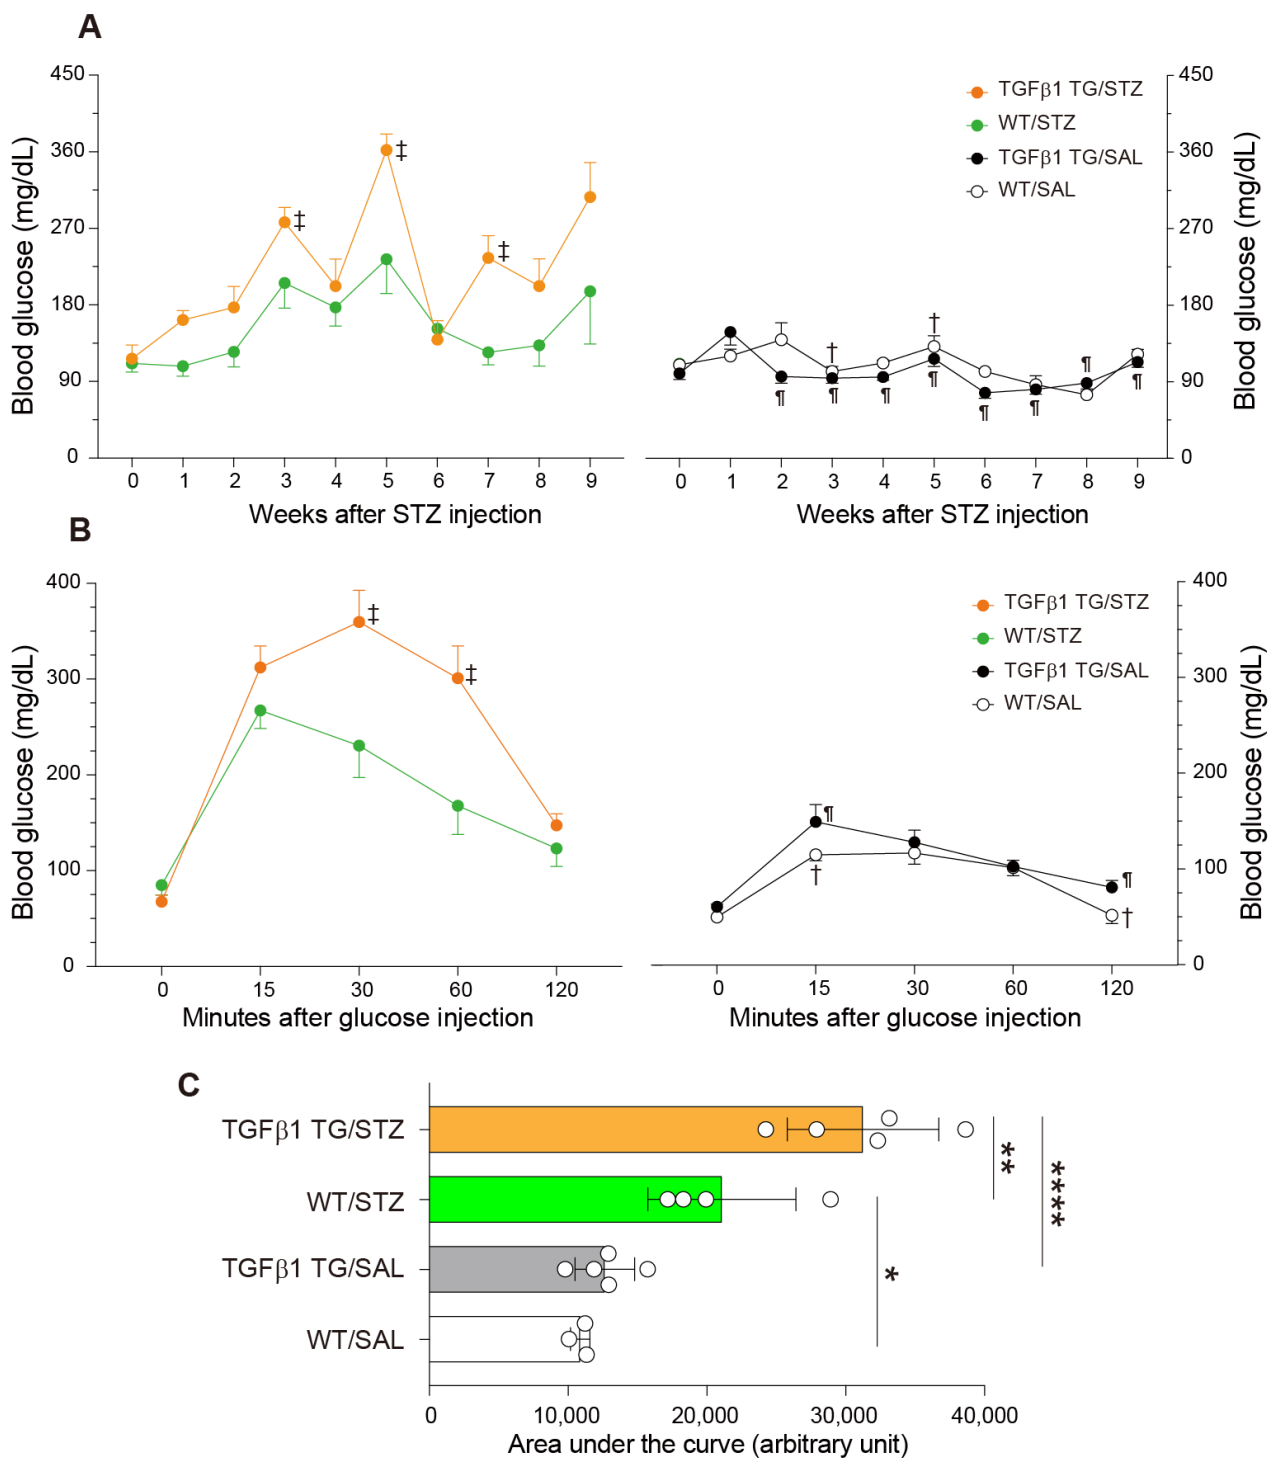 A
450
360
270
180
90
0
Blood glucose (mg/dL)
‡
‡
‡
0 1 2 3 4 5 6 7 8 9
Weeks after STZ injection
TGFβ1 TG/STZ
WT/STZ
TGFβ1 TG/SAL
WT/SAL
450
360
270
180
90
0
Blood glucose (mg/dL)
† †
¶ ¶ ¶ ¶ ¶ ¶ ¶ ¶
0 1 2 3 4 5 6 7 8 9
Weeks after STZ injection
B
400
300
200
100
0
Blood glucose (mg/dL)
‡
‡
0 15 30 60 120
Minutes after glucose injection
TGFβ1 TG/STZ
WT/STZ
TGFβ1 TG/SAL
WT/SAL
400
300
200
100
0
Blood glucose (mg/dL)
¶
†
¶
†
0 15 30 60 120
Minutes after glucose injection
C
TGFβ1 TG/STZ
WT/STZ
TGFβ1 TG/SAL
WT/SAL
**
****
*
0 10,000 20,000 30,000 40,000
Area under the curve (arbitrary unit)